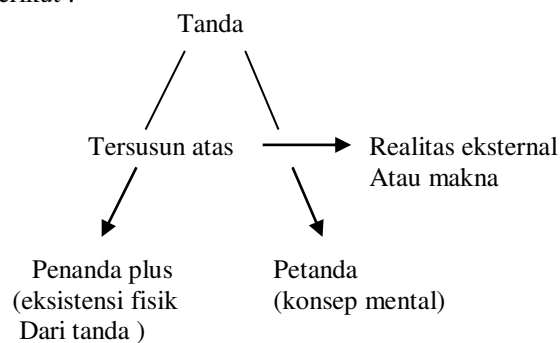 Tanda
Tersusun atas
Realitas eksternal
Atau makna
Penanda plus
(eksistensi fisik
Dari tanda )
Petanda
(konsep mental)